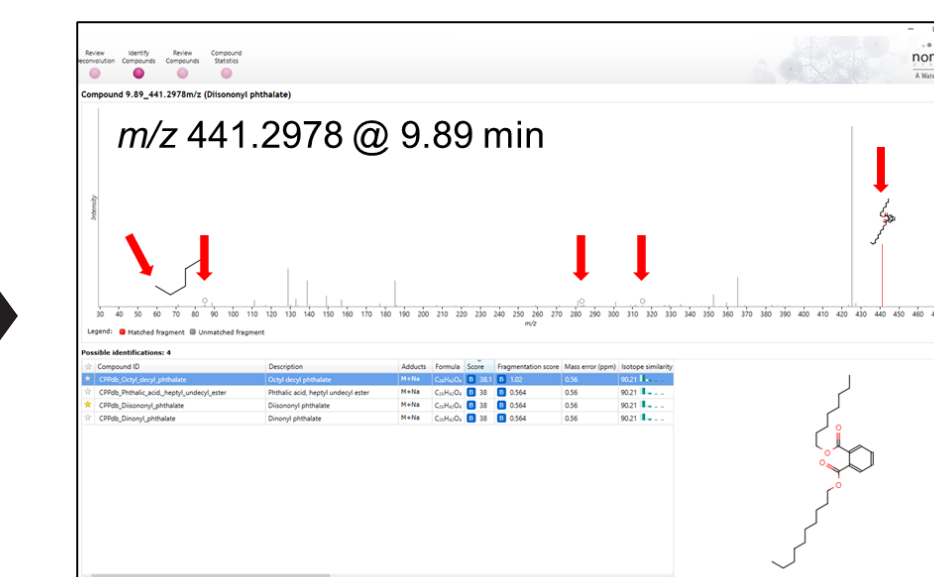 Review Identify Review Compound
econvolution Compounds Compounds Statistics
non
A Wate
Compound 9.89_441.2978m/z (Diisononyl phthalate)
m/z 441.2978 @ 9.89 min
Intensity
30 40 50 60 70 80 90 100 110 120 130 140 150 160 170 180 190 200 210 220 230 240 250 260 270 280 290 300 310 320 330 340 350 360 370 380 390 400 410 420 430 440 450 460
m/z
Legend: Matched fragment Unmatched fragment
Possible identifications: 4
Compound ID Description Adducts Formula Score Fragmentation score Mass error (ppm) Isotope similarity
CPPdb_Octyl_decyl_phthalate Octyl decyl phthalate M+Na C₂₆H₄₂O₄ B 38.1 B 1.02 0.56 90.21
CPPdb_Phthalic_acid,_heptyl_undecyl_ester Phthalic acid, heptyl undecyl ester M+Na C₂₆H₄₂O₄ B 38 B 0.564 0.56 90.21
CPPdb_Diisononyl_phthalate Diisononyl phthalate M+Na C₂₆H₄₂O₄ B 38 B 0.564 0.56 90.21
CPPdb_Dinonyl_phthalate Dinonyl phthalate M+Na C₂₆H₄₂O₄ B 38 B 0.564 0.56 90.21
O
O
O
O